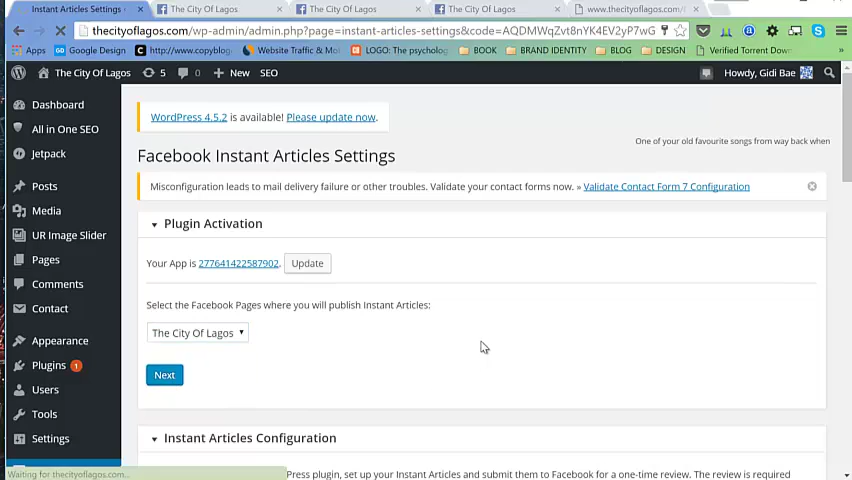 Instant Articles Settings
The City Of Lagos
The City Of Lagos
The City Of Lagos
www.thecityoflagos.com/
thecityoflagos.com/wp-admin/admin.php?page=instant-articles-settings&code=AQDMWqZvt8nYK4EV2yP7wG
Apps
Google Design
http://www.copyblog
Website Traffic & Mo
LOGO: The psycholog
BOOK
BRAND IDENTITY
BLOG
DESIGN
Verified Torrent Down
The City Of Lagos
5
0
+ New
SEO
Howdy, Gidi Bae
Dashboard
All in One SEO
Jetpack
Posts
Media
UR Image Slider
Pages
Comments
Contact
Appearance
Plugins 1
Users
Tools
Settings
WordPress 4.5.2 is available! Please update now.
One of your old favourite songs from way back when
Facebook Instant Articles Settings
Misconfiguration leads to mail delivery failure or other troubles. Validate your contact forms now. » Validate Contact Form 7 Configuration
Plugin Activation
Your App is 277641422587902. Update
Select the Facebook Pages where you will publish Instant Articles:
The City Of Lagos
Next
Instant Articles Configuration
Press plugin, set up your Instant Articles and submit them to Facebook for a one-time review. The review is required
Waiting for thecityoflagos.com...